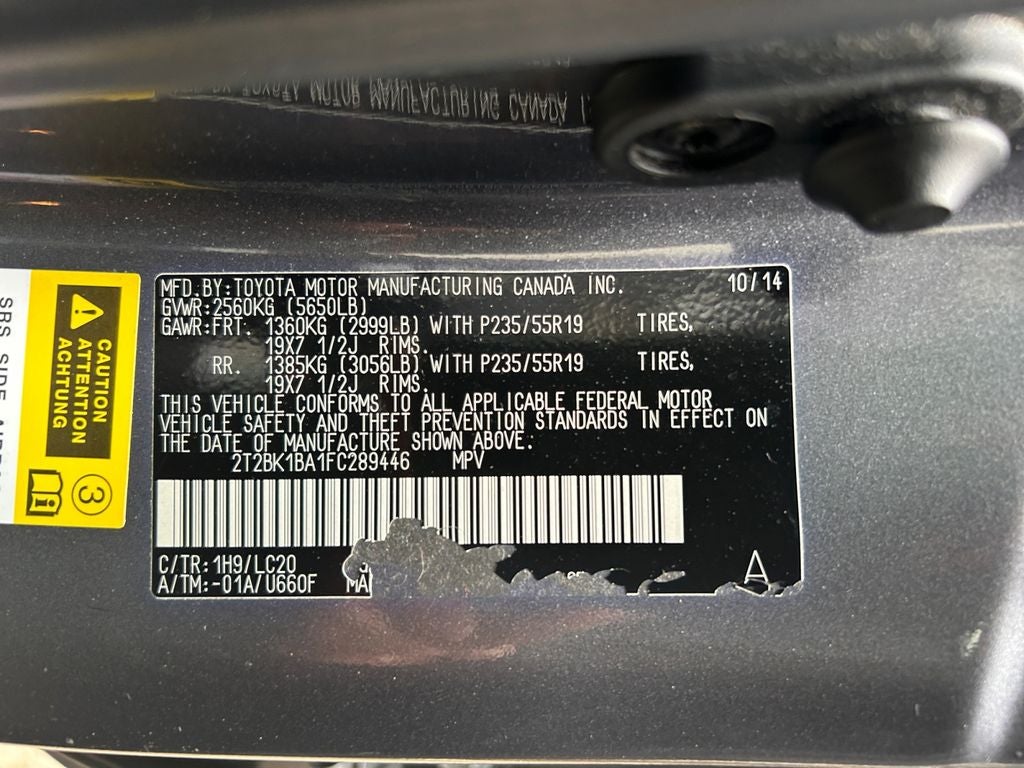 MFD.BY:TOYOTA MOTOR MANUFACTURING CANADA INC. 10/14
GVWR:2560KG (5650LB)
GAWR:FRT. 1360KG (2999LB) WITH P235/55R19 TIRES,
19X7 1/2J RIMS.
RR. 1385KG (3056LB) WITH P235/55R19 TIRES,
19X7 1/2J RIMS.
THIS VEHICLE CONFORMS TO ALL APPLICABLE FEDERAL MOTOR
VEHICLE SAFETY AND THEFT PREVENTION STANDARDS IN EFFECT ON
THE DATE OF MANUFACTURE SHOWN ABOVE.
2T2BK1BA1FC289446 MPV
C/TR:1H9/LC20
A/TM:-01A/U660F MA
A
CAUTION
ATTENTION
ACHTUNG
3
SRS SIDE